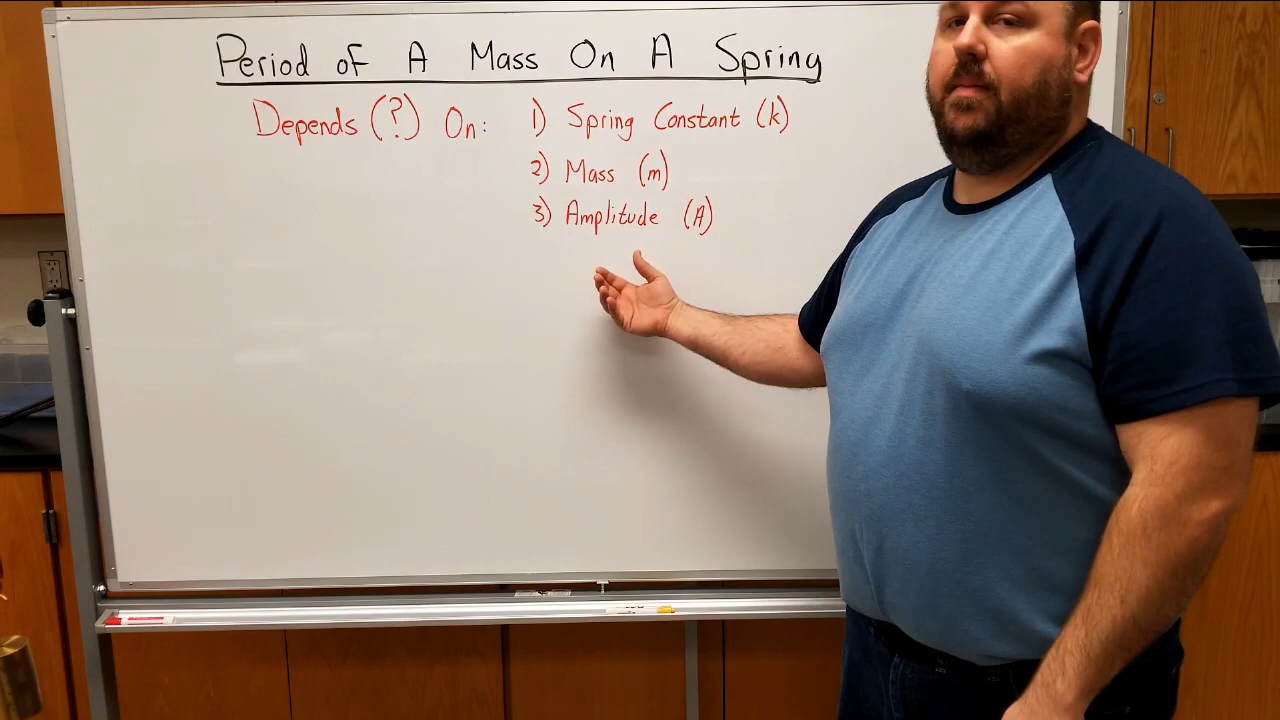 Period of A Mass On A Spring
Depends (?) On: 1) Spring Constant (k)
2) Mass (m)
3) Amplitude (A)